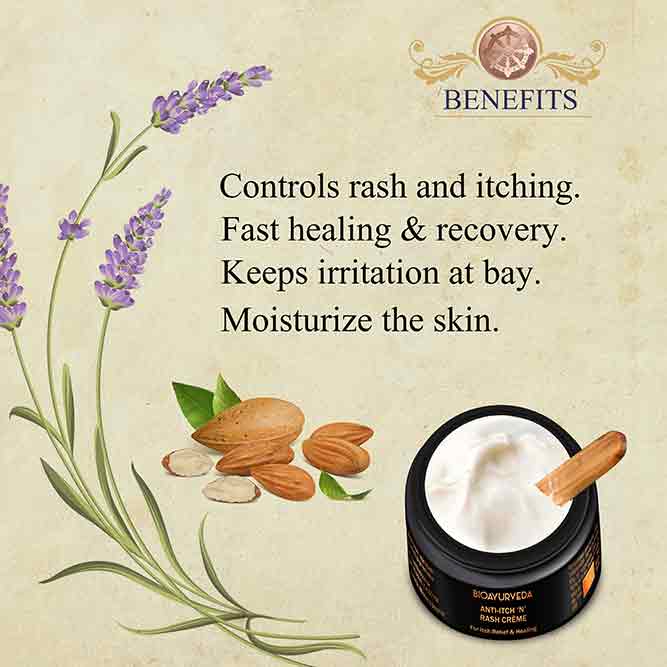 BENEFITS
Controls rash and itching.
Fast healing & recovery.
Keeps irritation at bay.
Moisturize the skin.
BIOAYURVEDA
ANTI-ITCH 'N'
RASH CRÈME
For Itch Relief & Healing